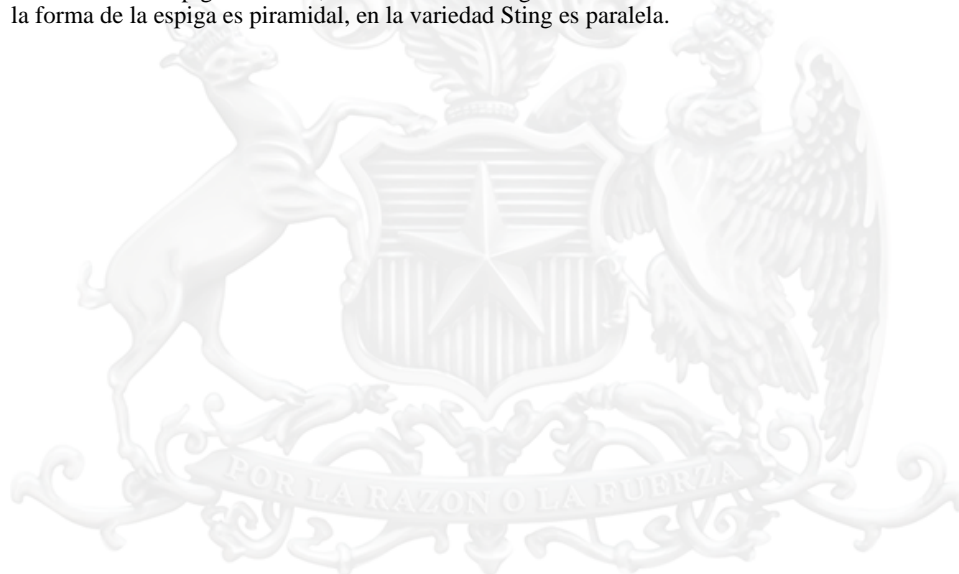 la forma de la espiga es piramidal, en la variedad Sting es paralela.
POR LA RAZON O LA FUERZA